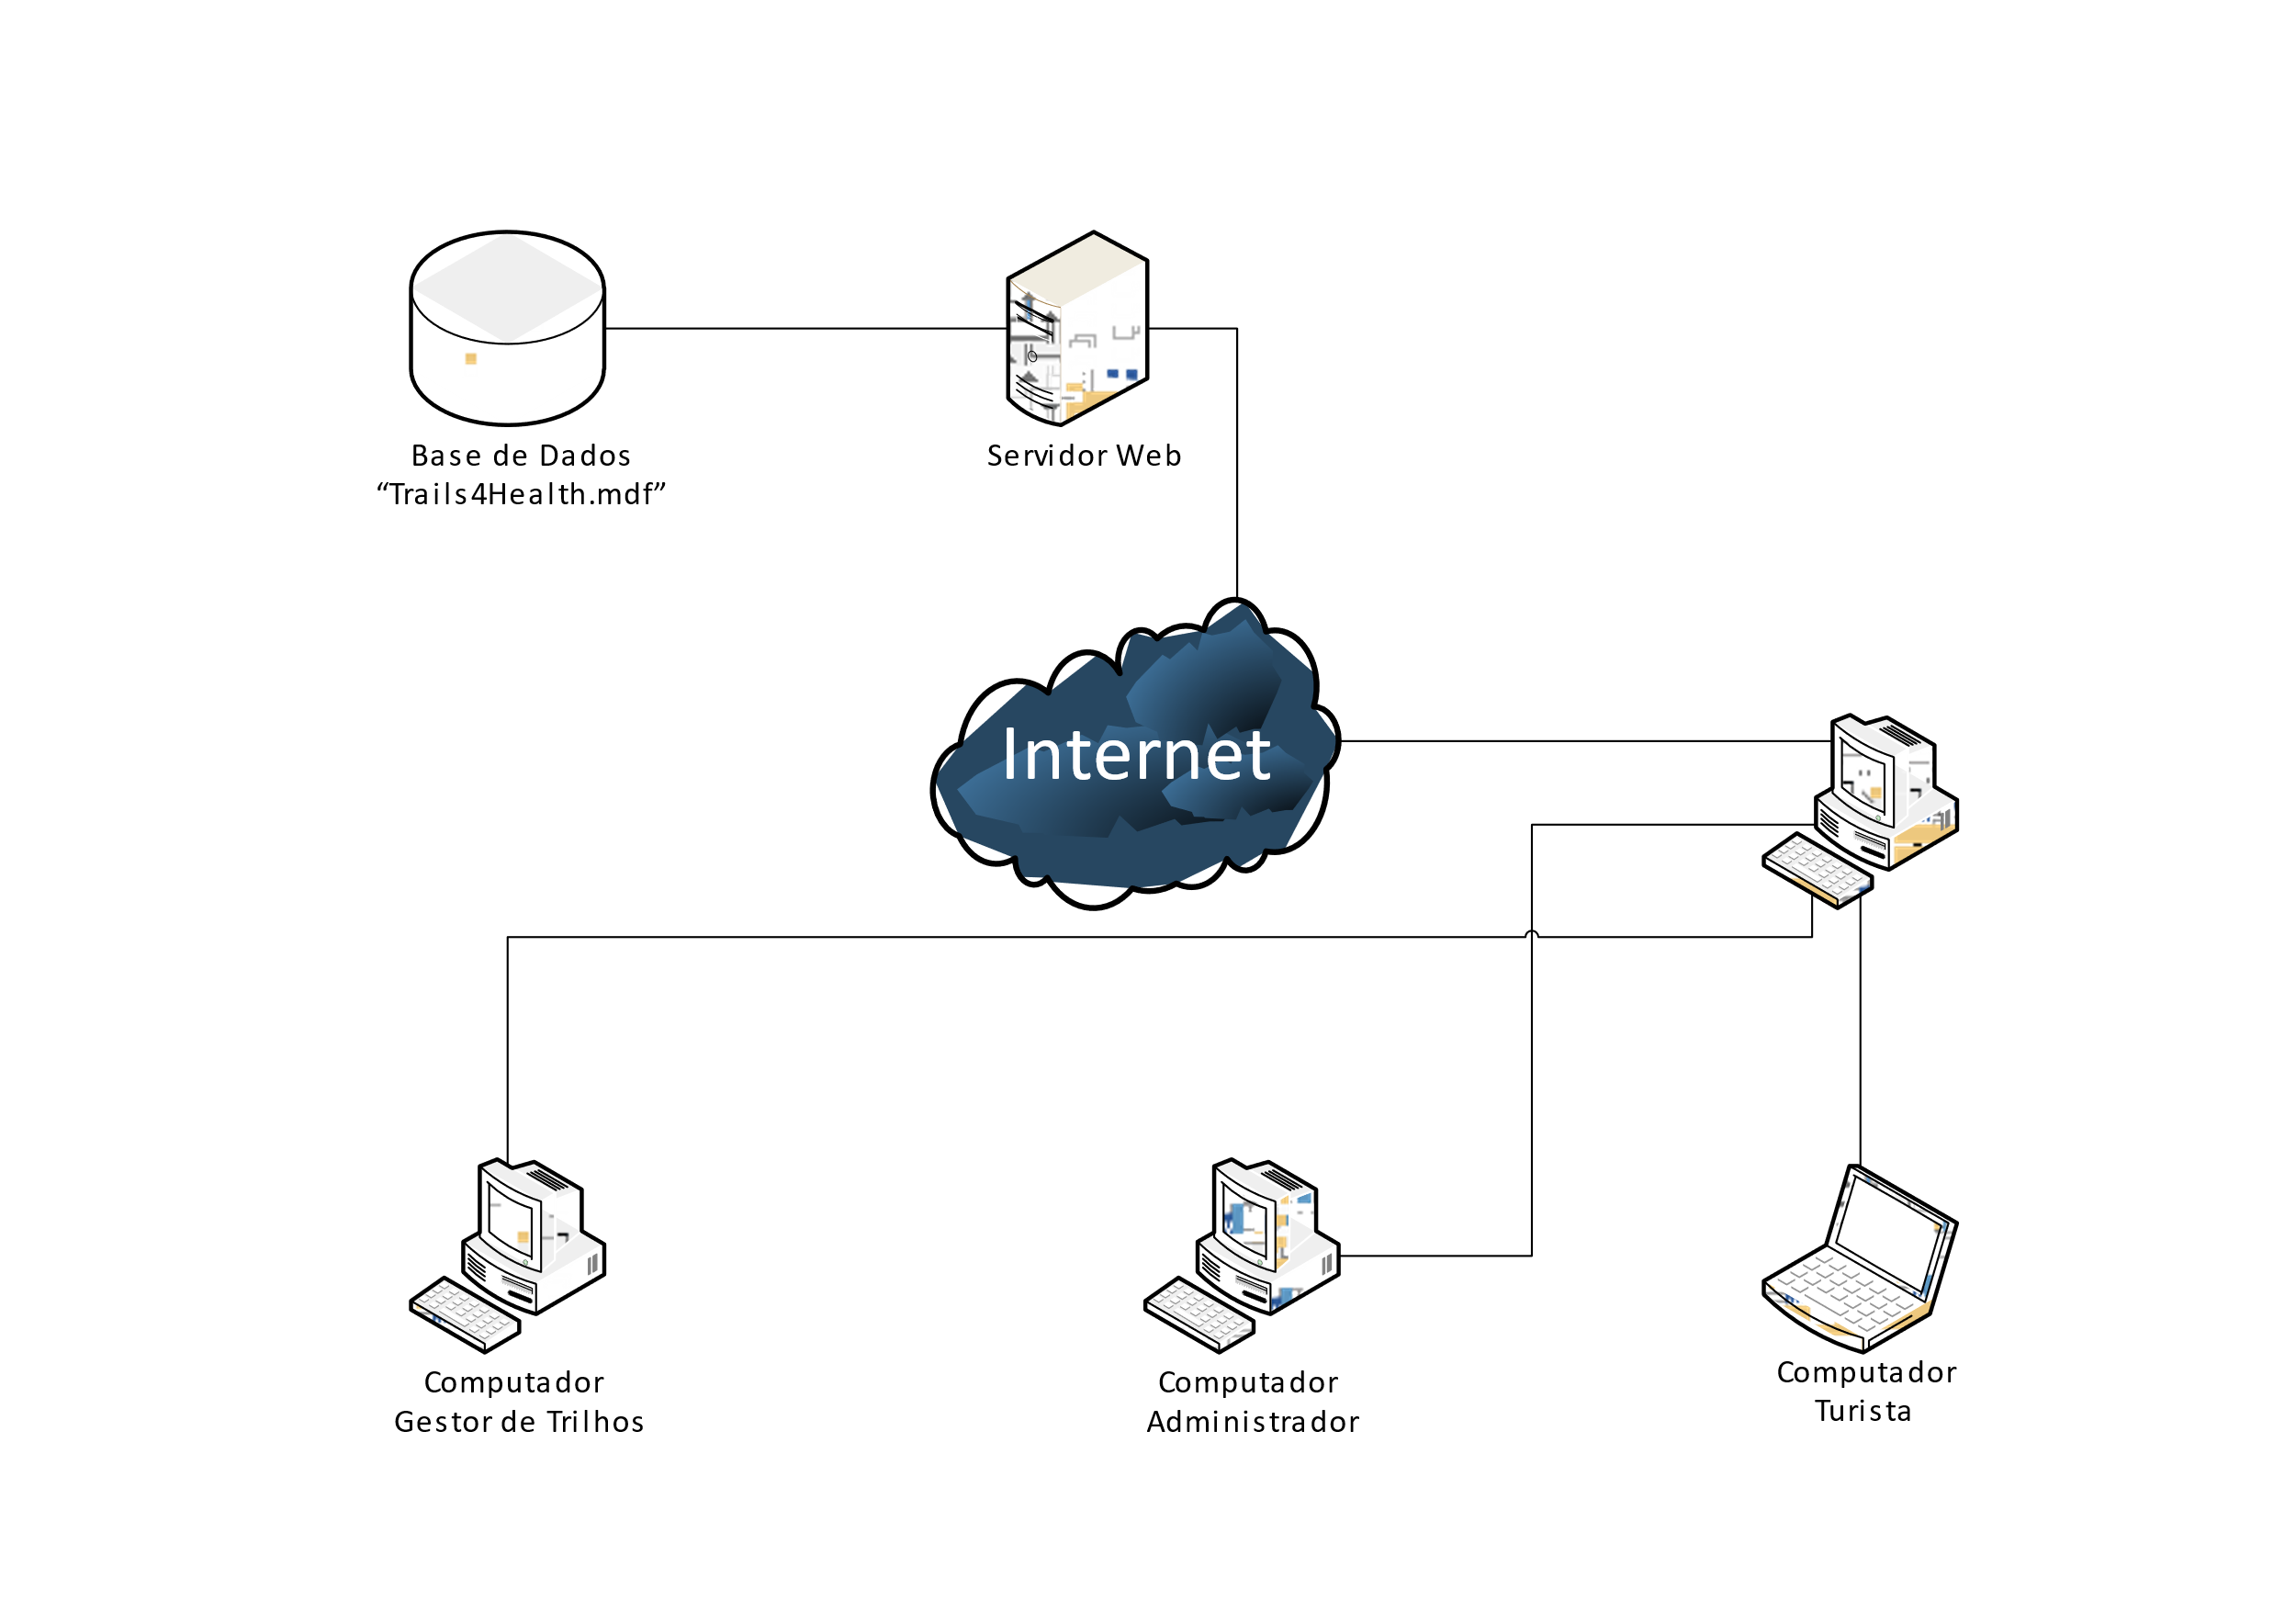 Base de Dados
“Trails4Health.mdf”
Servidor Web
Internet
Computador
Gestor de Trilhos
Computador
Administrador
Computador
Turista